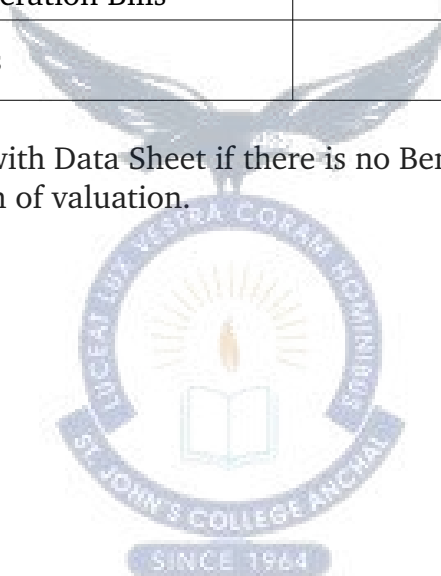 eration Bills
s
with Data Sheet if there is no Ben
n of valuation.
LUCEAT LUX VESTRA CORAM HOMINIBUS
ST. JOHN'S COLLEGE ANCHAL
SINCE 1964